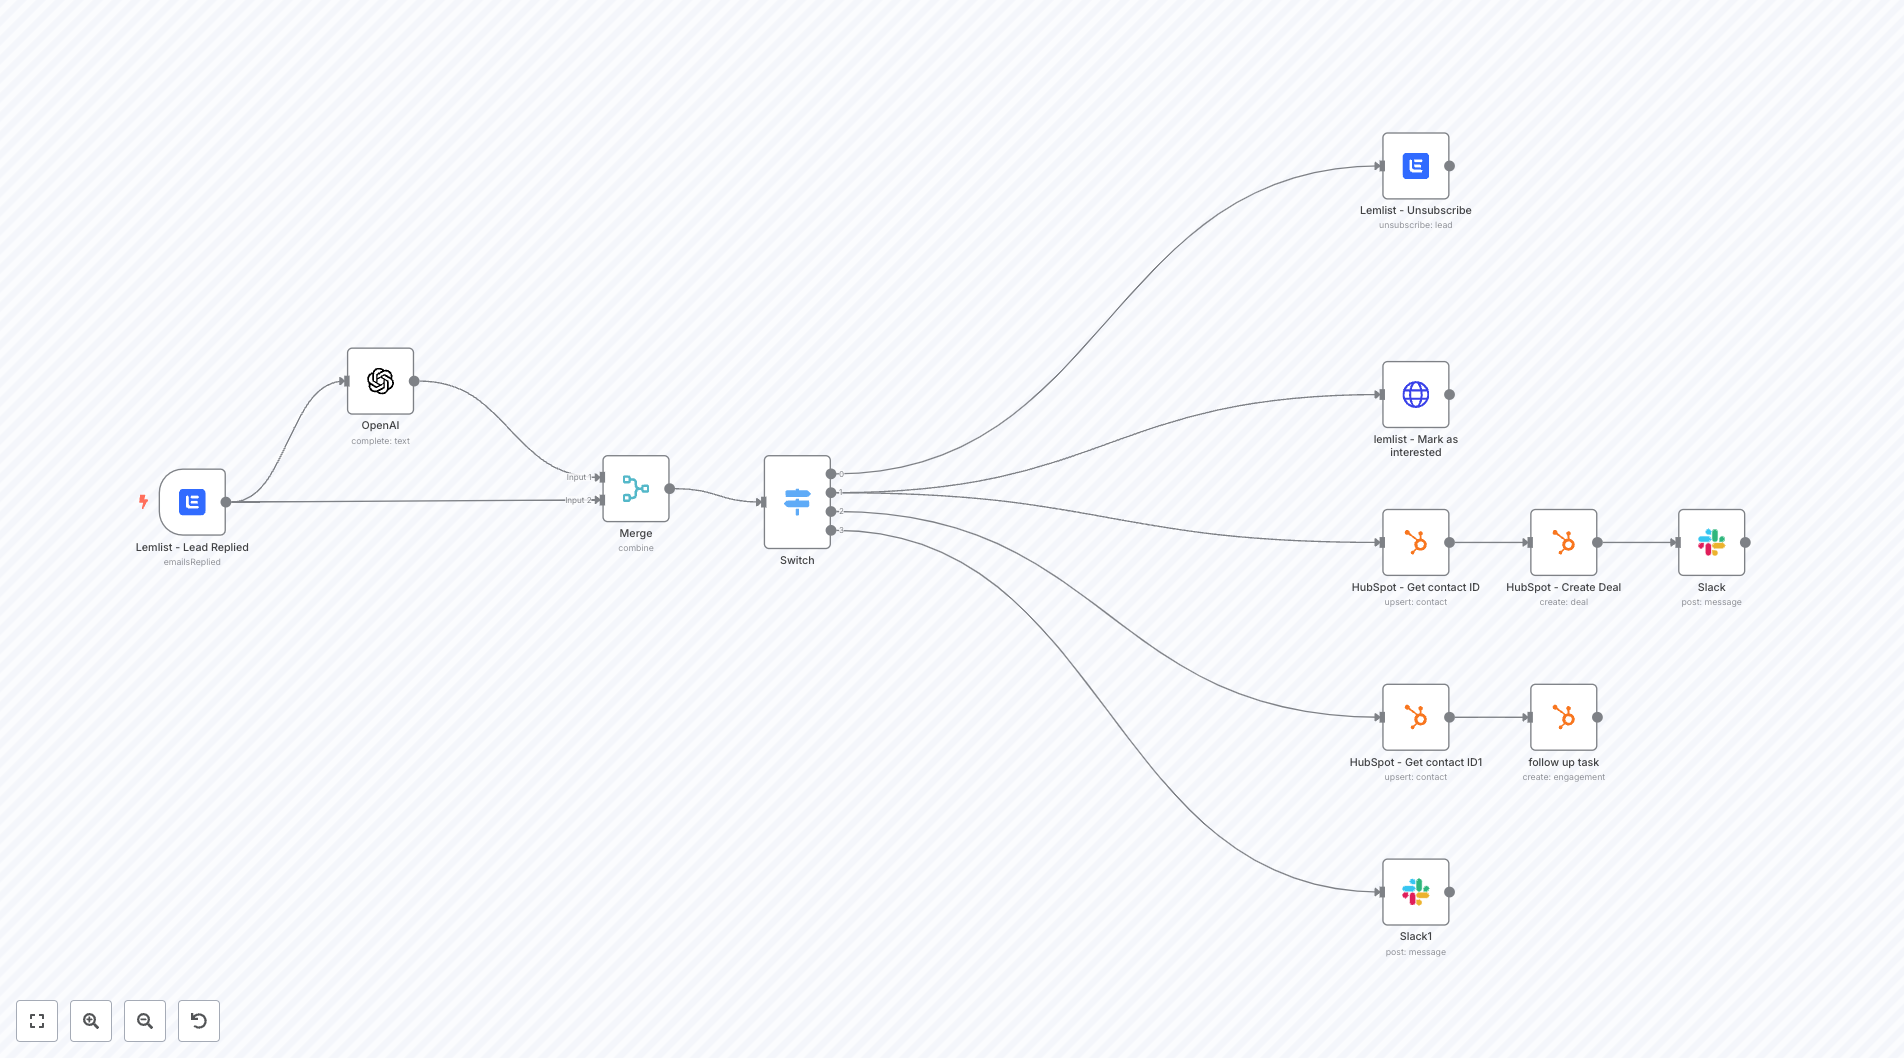 Lemlist - Unsubscribe
unsubscribe: lead
OpenAI
complete: text
lemlist - Mark as
interested
Input 1
Input 2
0
1
2
3
Lemlist - Lead Replied
emailsReplied
Merge
combine
Switch
HubSpot - Get contact ID
upsert: contact
HubSpot - Create Deal
create: deal
Slack
post: message
HubSpot - Get contact ID1
upsert: contact
follow up task
create: engagement
Slack1
post: message